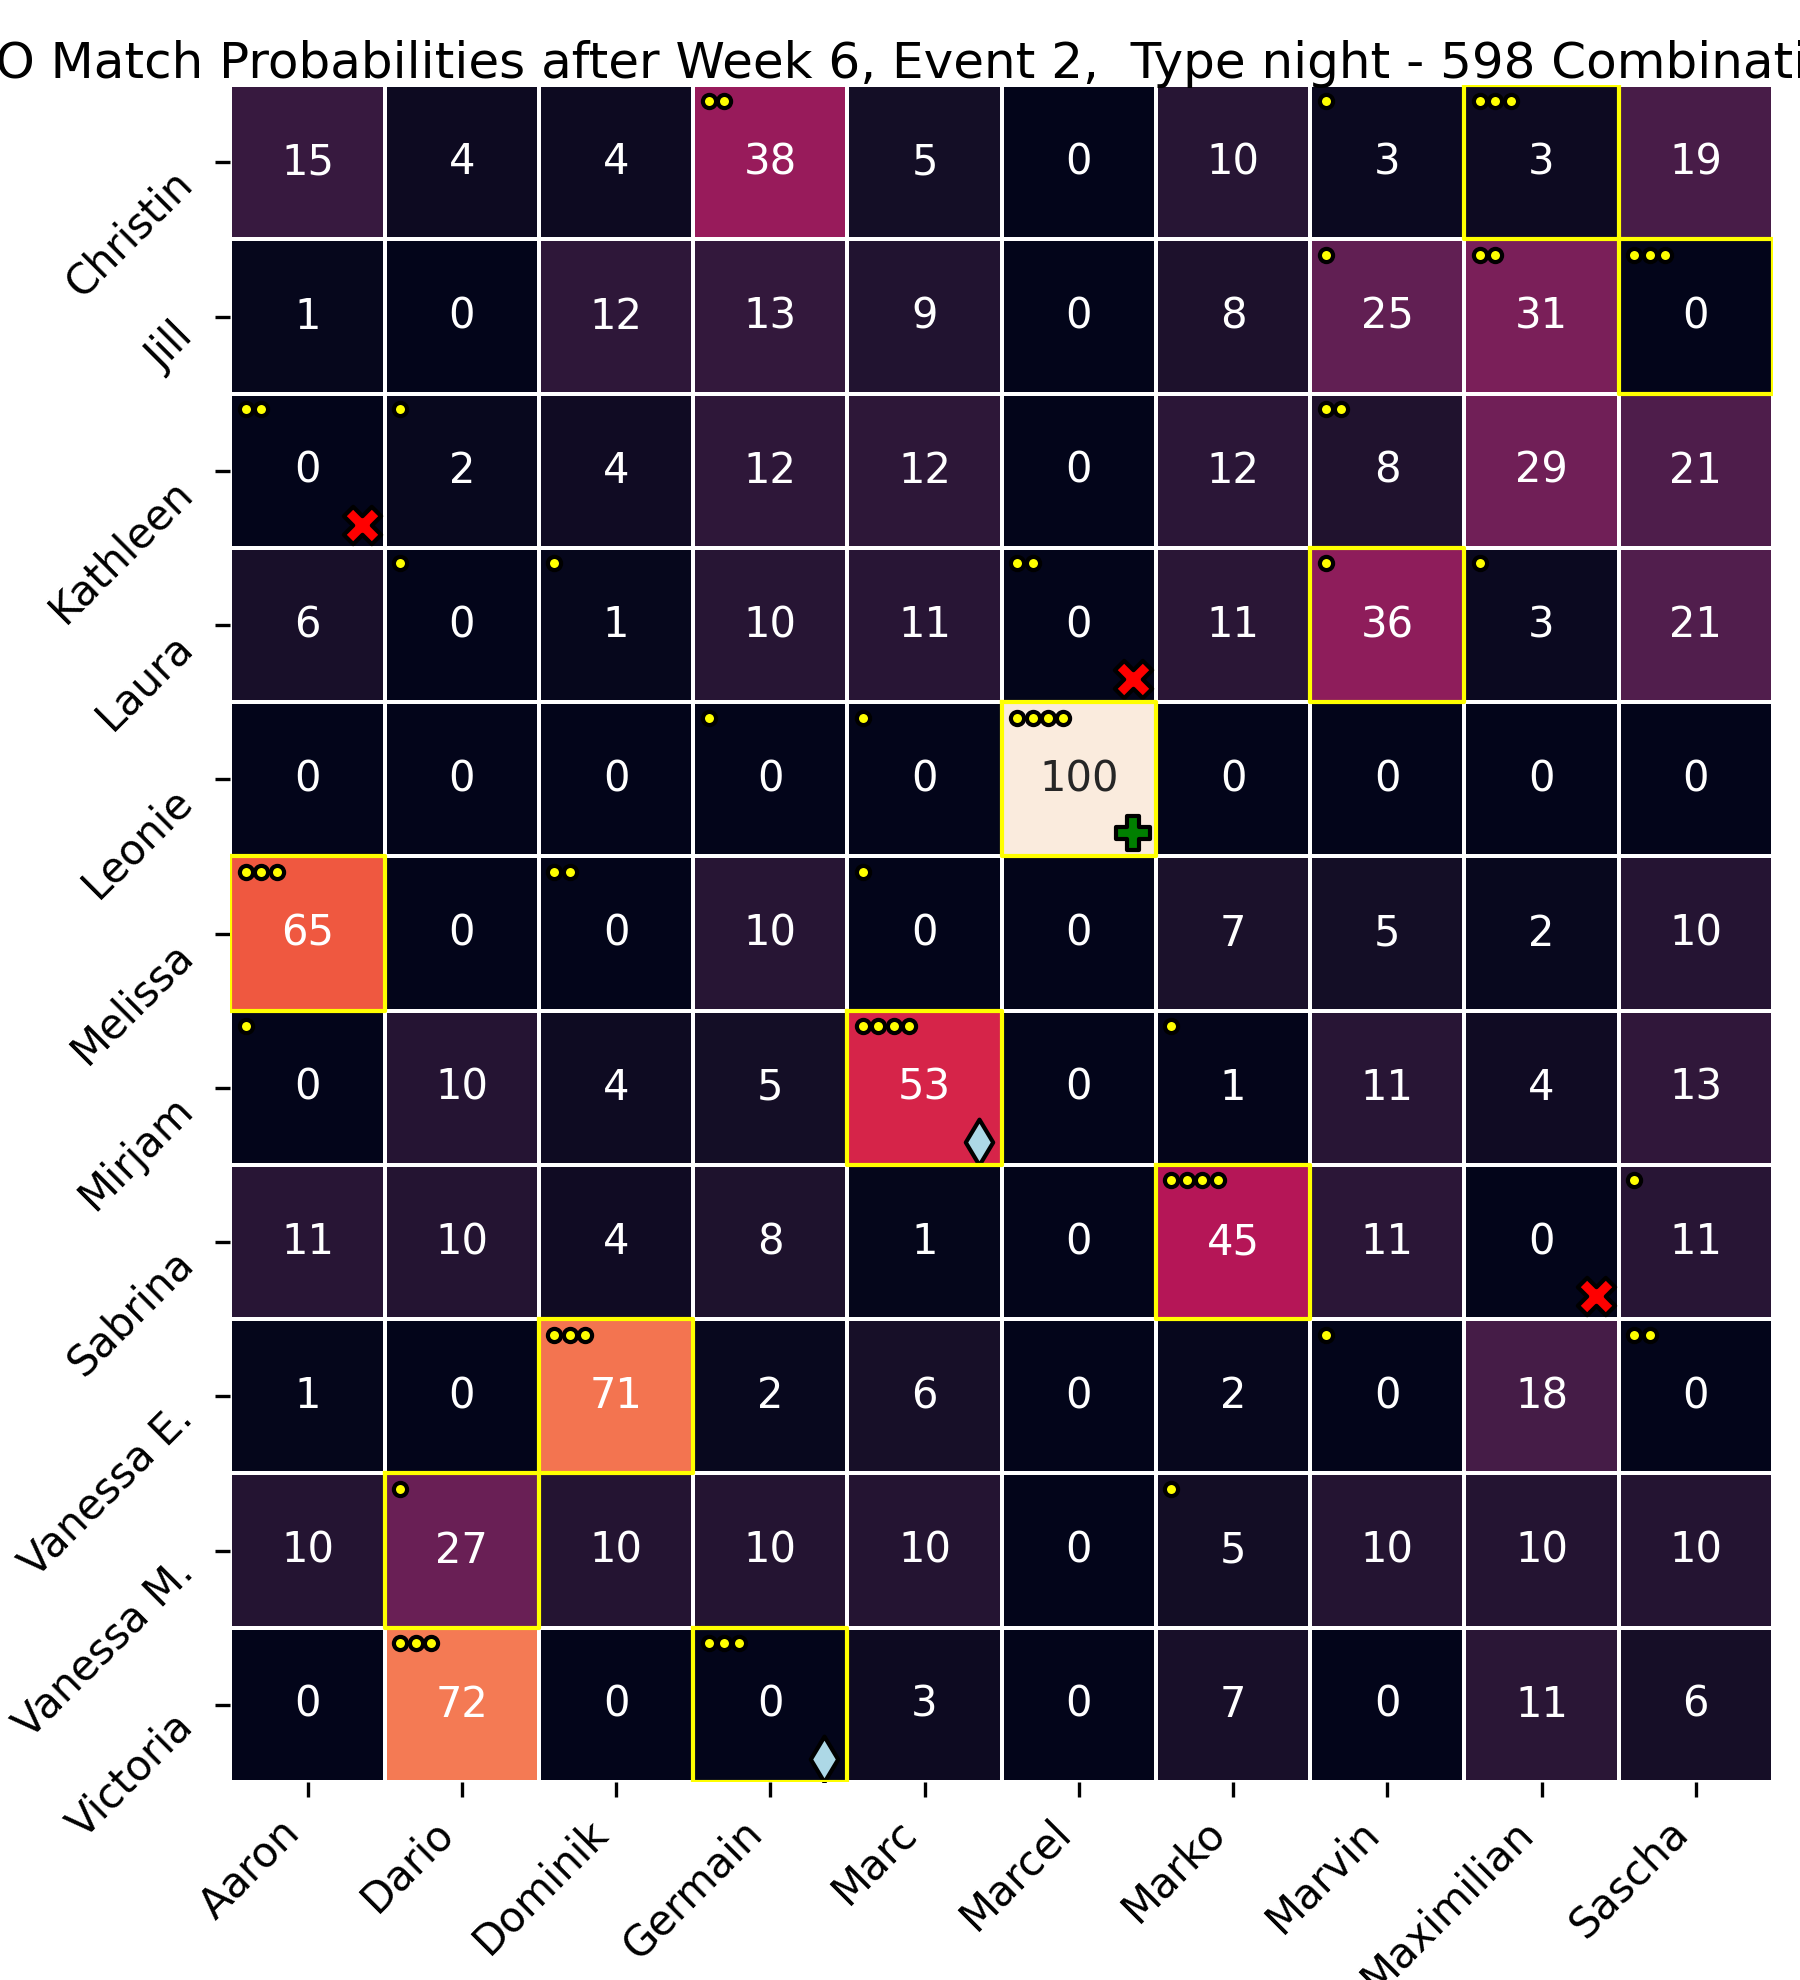 O Match Probabilities after Week 6, Event 2, Type night - 598 Combinati
Christin 15 4 4 38 5 0 10 3 3 19
Jill 1 0 12 13 9 0 8 25 31 0
Kathleen 0 2 4 12 12 0 12 8 29 21
Laura 6 0 1 10 11 0 11 36 3 21
Leonie 0 0 0 0 0 100 0 0 0 0
Melissa 65 0 0 10 0 0 7 5 2 10
Mirjam 0 10 4 5 53 0 1 11 4 13
Sabrina 11 10 4 8 1 0 45 11 0 11
Vanessa E. 1 0 71 2 6 0 2 0 18 0
Vanessa M. 10 27 10 10 10 0 5 10 10 10
Victoria 0 72 0 0 3 0 7 0 11 6
Aaron Dario Dominik Germain Marc Marcel Marko Marvin Maximilian Sascha